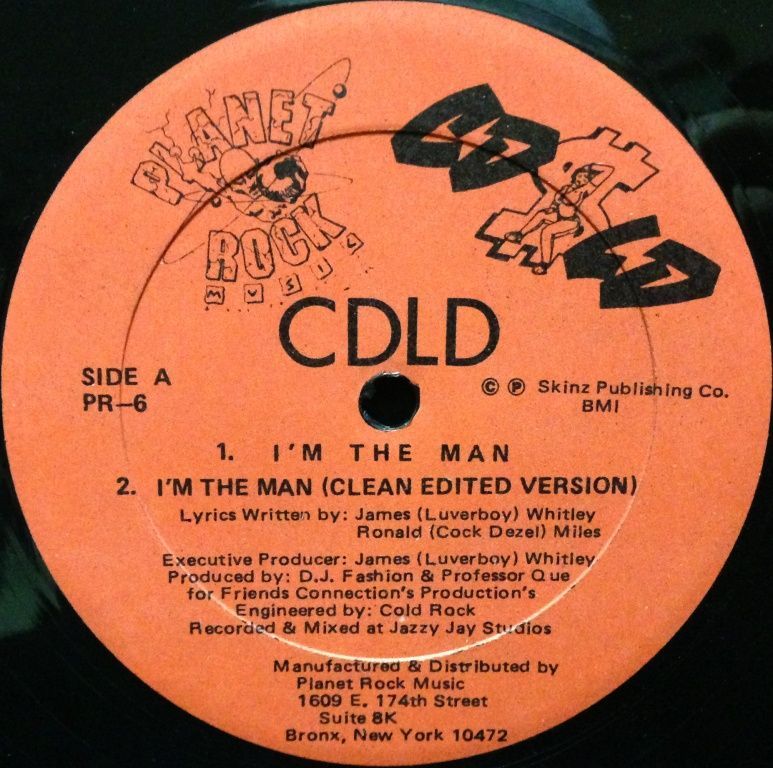 PLANET
ROCK
MUSIC
CD
LD
CDLD
SIDE A
PR-6
© ℗ Skinz Publishing Co.
BMI
1. I'M THE MAN
2. I'M THE MAN (CLEAN EDITED VERSION)
Lyrics Written by: James (Luverboy) Whitley
Ronald (Cock Dezel) Miles
Executive Producer: James (Luverboy) Whitley
Produced by: D.J. Fashion & Professor Que
for Friends Connection's Production's
Engineered by: Cold Rock
Recorded & Mixed at Jazzy Jay Studios
Manufactured & Distributed by
Planet Rock Music
1609 E. 174th Street
Suite 8K
Bronx, New York 10472